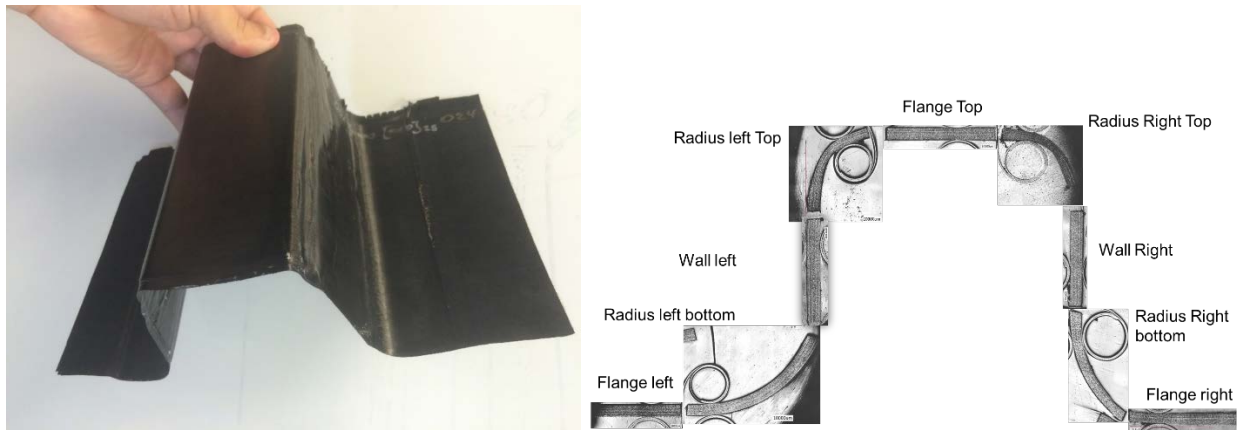 Flange Top
Radius left Top
Radius Right Top
Wall left
Wall Right
Radius left bottom
Radius Right
bottom
Flange left
Flange right